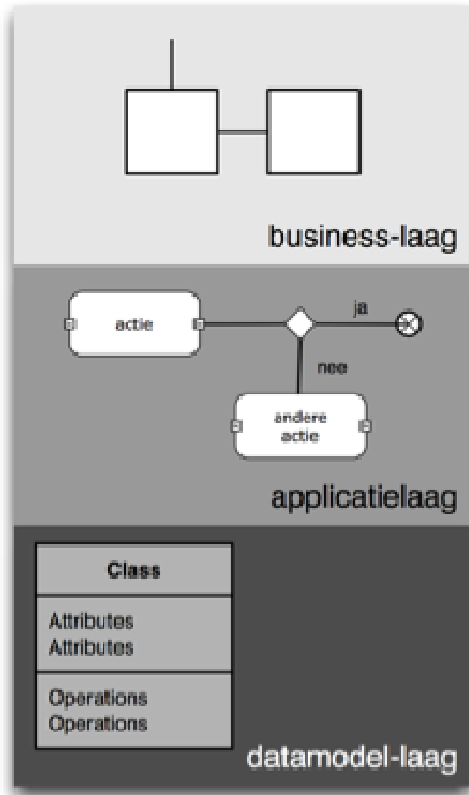 business-laag
actie
ja
nee
andere
actie
applicatielaag
Class
Attributes
Attributes
Operations
Operations
datamodel-laag